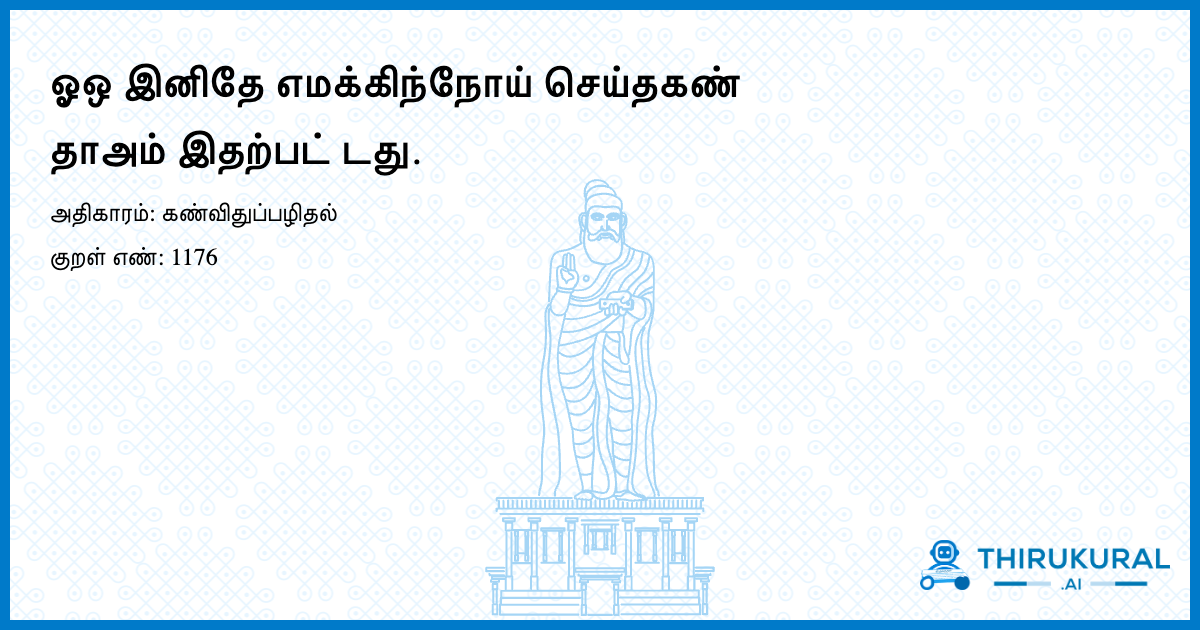 ஓஒ இனிதே எமக்கிந்நோய் செய்தகண்
தாஅம் இதற்பட் டது.
அதிகாரம்: கண்விதுப்பழிதல்
குறள் எண்: 1176
THIRUKURAL
.AI